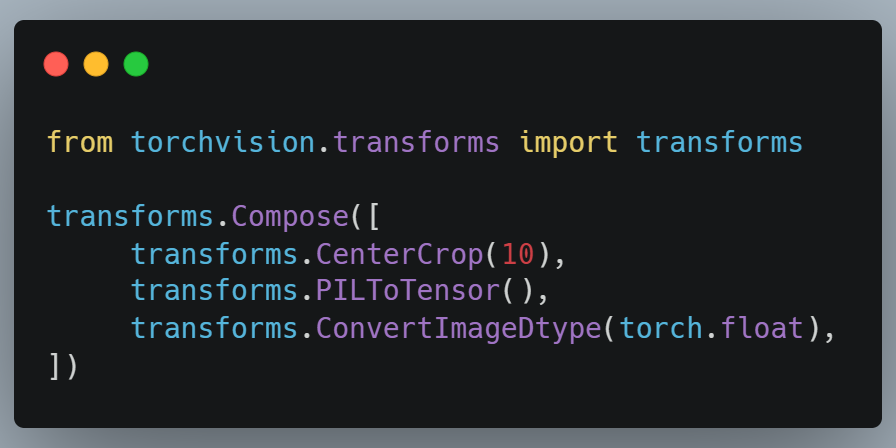 from torchvision.transforms import transforms

transforms.Compose([
     transforms.CenterCrop(10),
     transforms.PILToTensor(),
     transforms.ConvertImageDtype(torch.float),
])